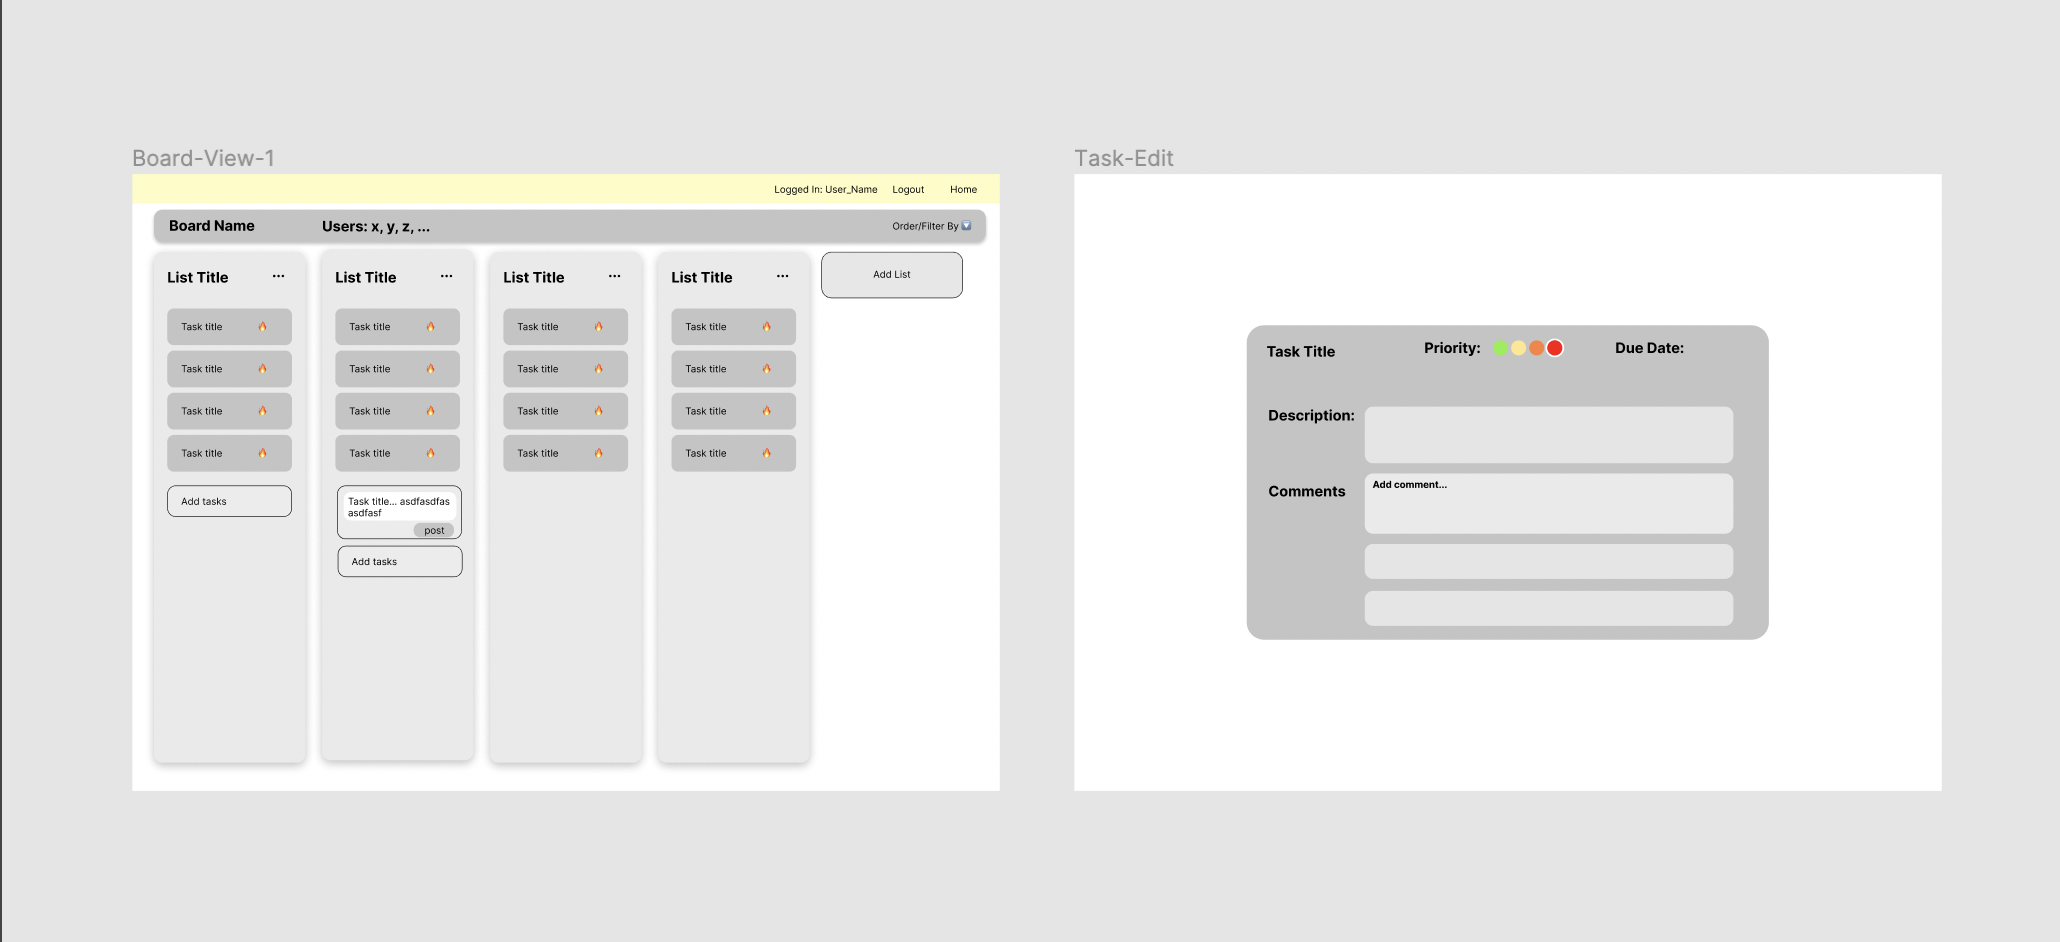 Board-View-1
Logged In: User_Name Logout Home
Board Name Users: x, y, z, ... Order/Filter By
List Title ...
Task title
Task title
Task title
Task title
Add tasks
List Title ...
Task title
Task title
Task title
Task title
Task title... asdfasdfas
asdfasf
post
Add tasks
List Title ...
Task title
Task title
Task title
Task title
List Title ...
Task title
Task title
Task title
Task title
Add List
Task-Edit
Task Title Priority: Due Date:
Description:
Comments
Add comment...